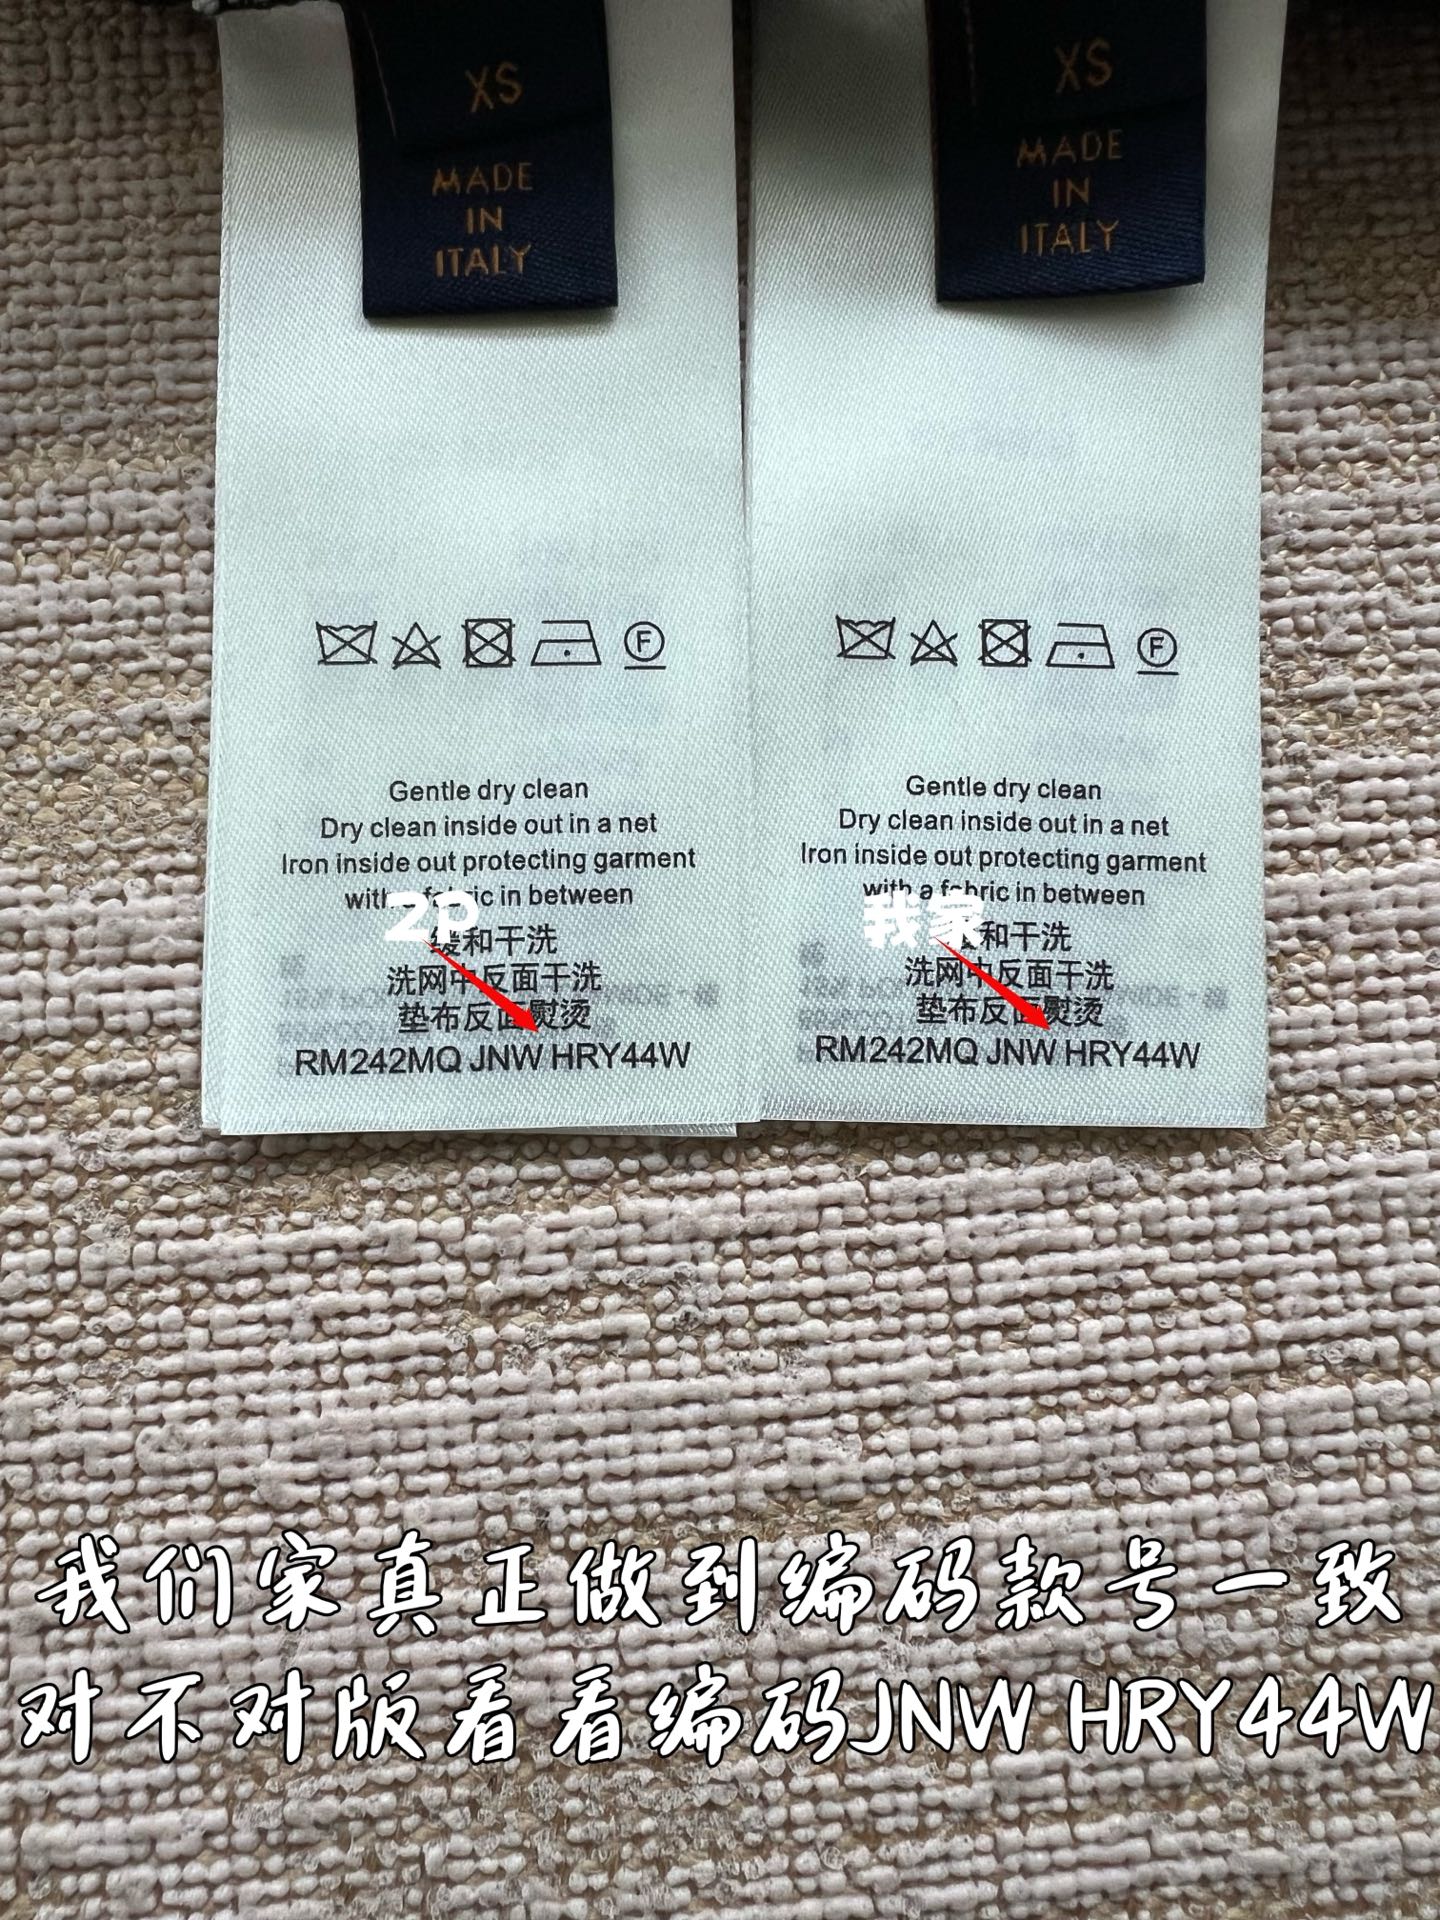 XS
MADE
IN
ITALY
XS
MADE
IN
ITALY
F
F
Gentle dry clean
Dry clean inside out in a net
Iron inside out protecting garment
with a fabric in between
缓和干洗
洗网中反面干洗
垫布反面熨烫
RM242MQ JNW HRY44W
2P
Gentle dry clean
Dry clean inside out in a net
Iron inside out protecting garment
with a fabric in between
和干洗
洗网中反面干洗
垫布反面熨烫
RM242MQ JNW HRY44W
我家
我们家真正做到编码款号一致
对不对版看看编码JNW HRY44W